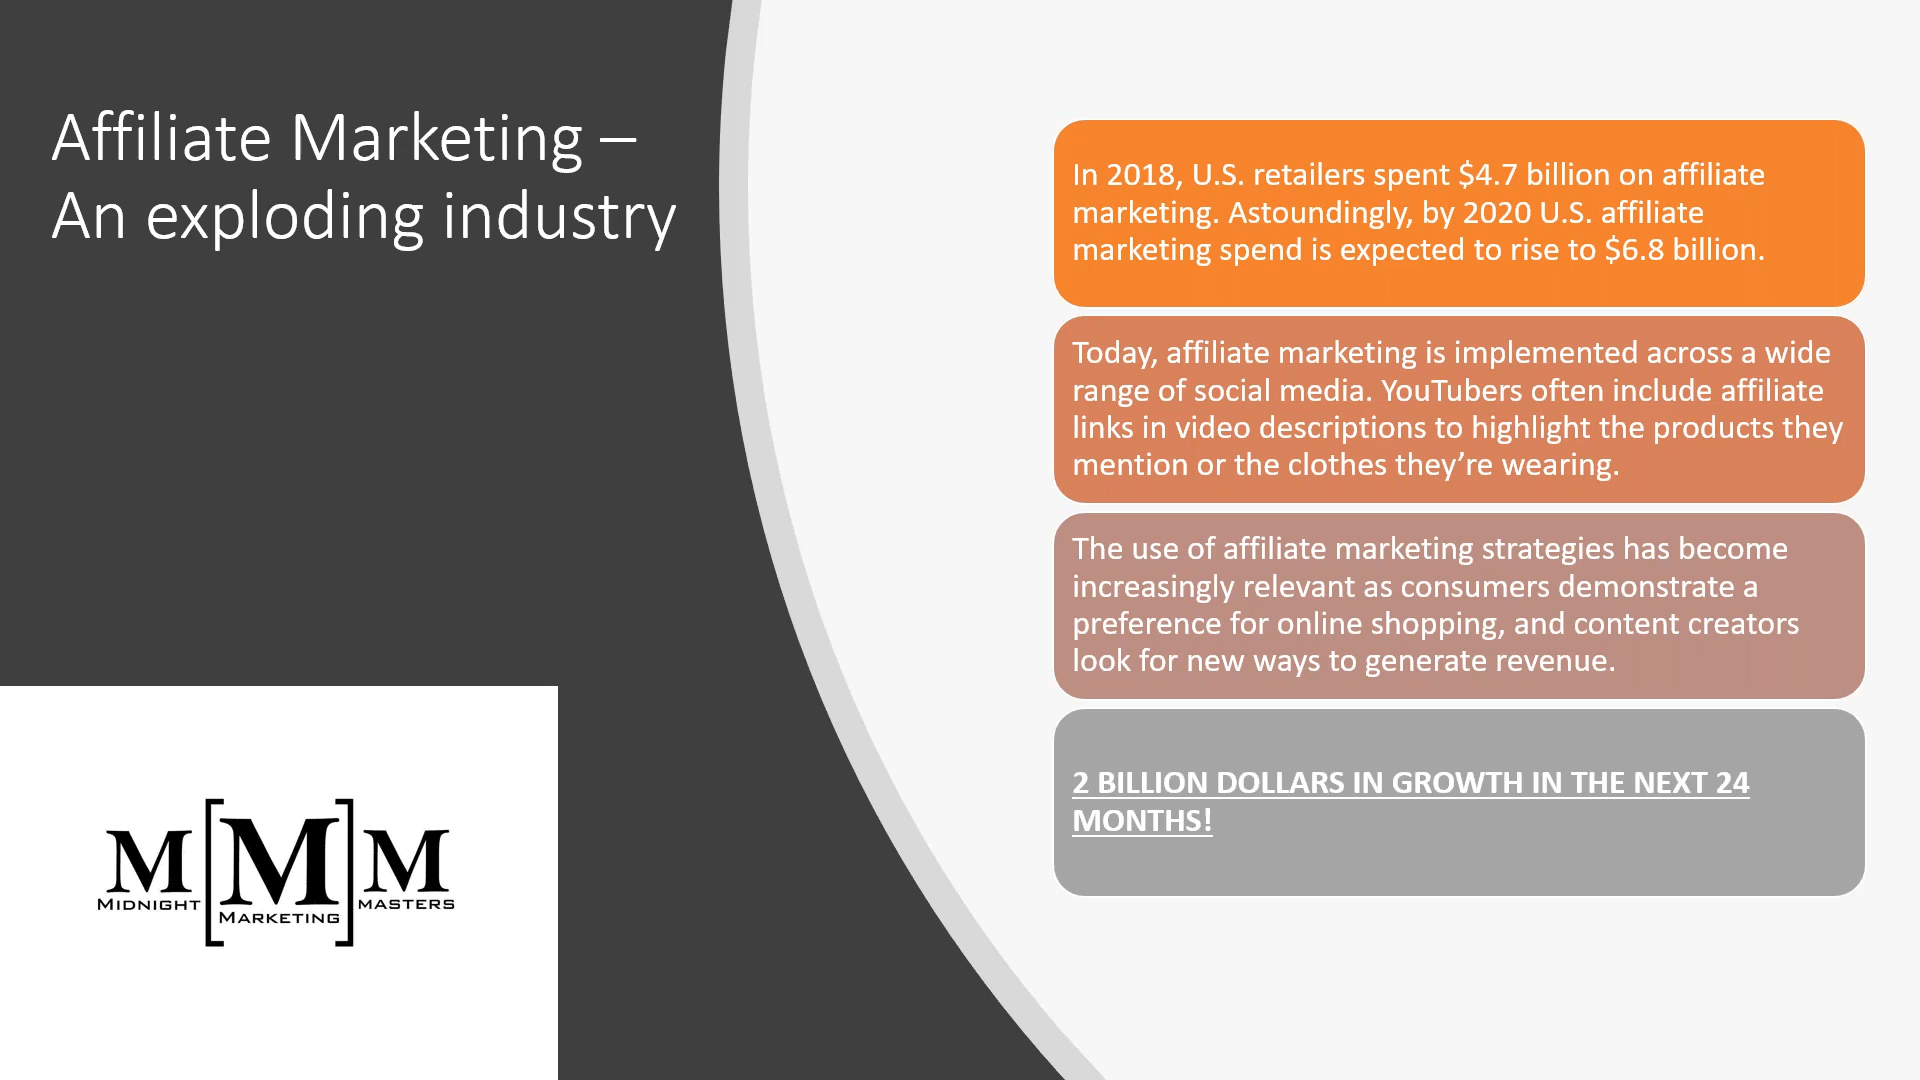 Affiliate Marketing –
An exploding industry
In 2018, U.S. retailers spent $4.7 billion on affiliate
marketing. Astoundingly, by 2020 U.S. affiliate
marketing spend is expected to rise to $6.8 billion.
Today, affiliate marketing is implemented across a wide
range of social media. YouTubers often include affiliate
links in video descriptions to highlight the products they
mention or the clothes they’re wearing.
The use of affiliate marketing strategies has become
increasingly relevant as consumers demonstrate a
preference for online shopping, and content creators
look for new ways to generate revenue.
2 BILLION DOLLARS IN GROWTH IN THE NEXT 24
MONTHS!
M[M]M
MIDNIGHT MARKETING MASTERS